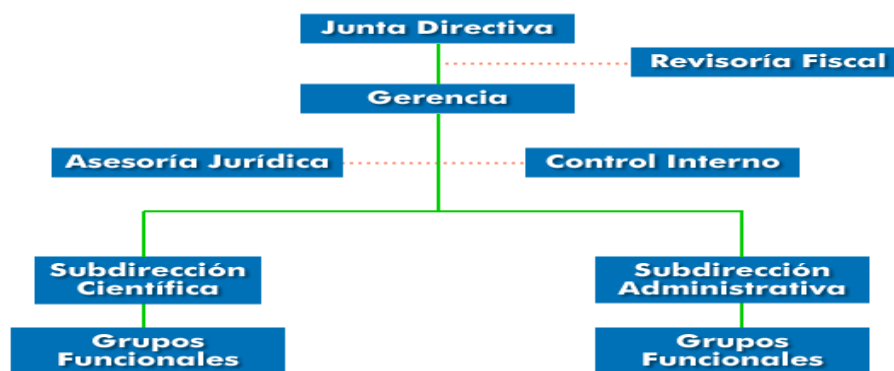 Junta Directiva
Revisoría Fiscal
Gerencia
Asesoría Jurídica
Control Interno
Subdirección
Científica
Subdirección
Administrativa
Grupos
Funcionales
Grupos
Funcionales